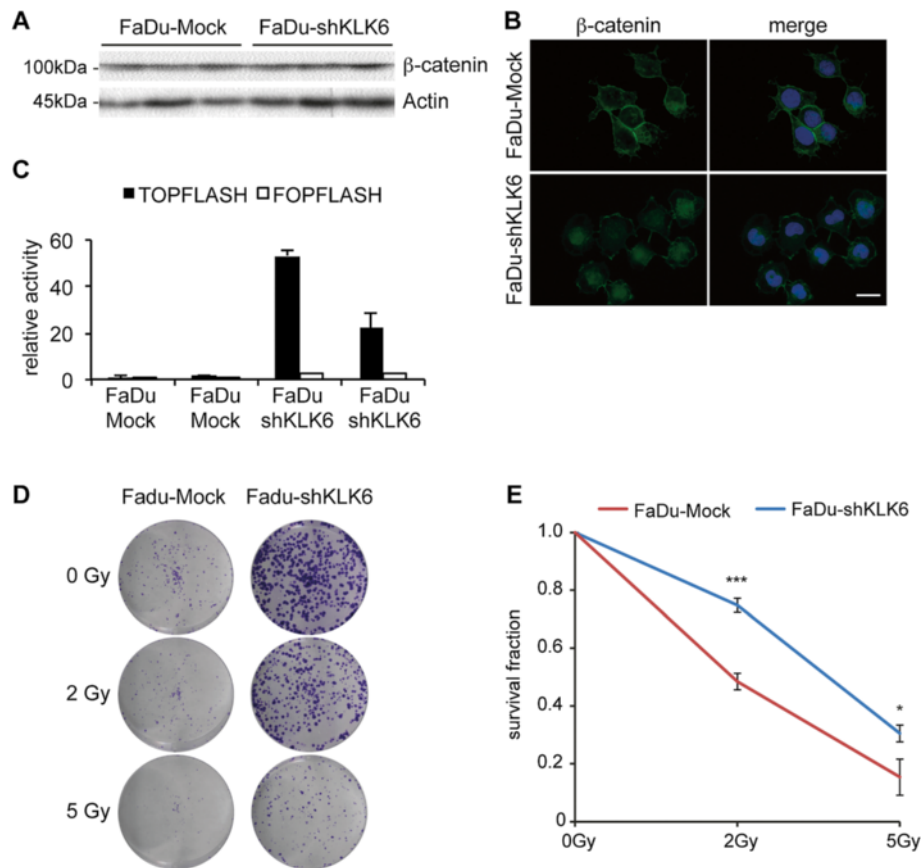 A
FaDu-Mock FaDu-shKLK6
100kDa - β-catenin
45kDa - Actin
B
β-catenin merge
FaDu-Mock
FaDu-shKLK6
C
TOPFLASH FOPFLASH
relative activity
60
40
20
0
FaDu Mock
FaDu Mock
FaDu shKLK6
FaDu shKLK6
D
Fadu-Mock Fadu-shKLK6
0 Gy
2 Gy
5 Gy
E
FaDu-Mock FaDu-shKLK6
survival fraction
1.0
0.8
0.6
0.4
0.2
0
***
*
0Gy 2Gy 5Gy